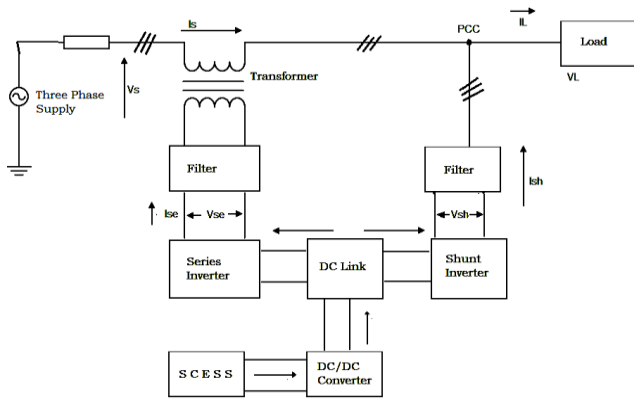 Is
PCC
IL
Load
VL
Three Phase
Supply
Vs
Transformer
Filter
Filter
Ish
Ise
Vse
Vsh
Series
Inverter
DC Link
Shunt
Inverter
S C E S S
DC/DC
Converter